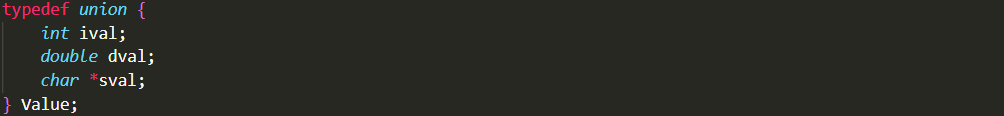 typedef union {
    int ival;
    double dval;
    char *sval;
} Value;